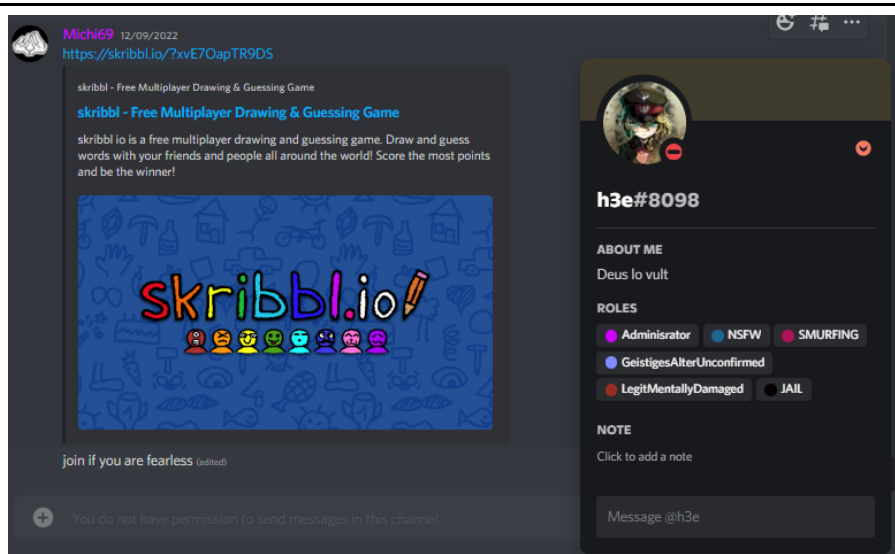 Michi69 12/09/2022
https://skribbl.io/?xvE7OapTR9DS
skribbl - Free Multiplayer Drawing & Guessing Game
skribbl - Free Multiplayer Drawing & Guessing Game
skribbl io is a free multiplayer drawing and guessing game. Draw and guess
words with your friends and people all around the world! Score the most points
and be the winner!
skribbl.io
join if you are fearless (edited)
You do not have permission to send messages in this channel.
h3e#8098
ABOUT ME
Deus lo vult
ROLES
Adminisrator NSFW SMURFING
GeistigesAlterUnconfirmed
LegitMentallyDamaged JAIL
NOTE
Click to add a note
Message @h3e